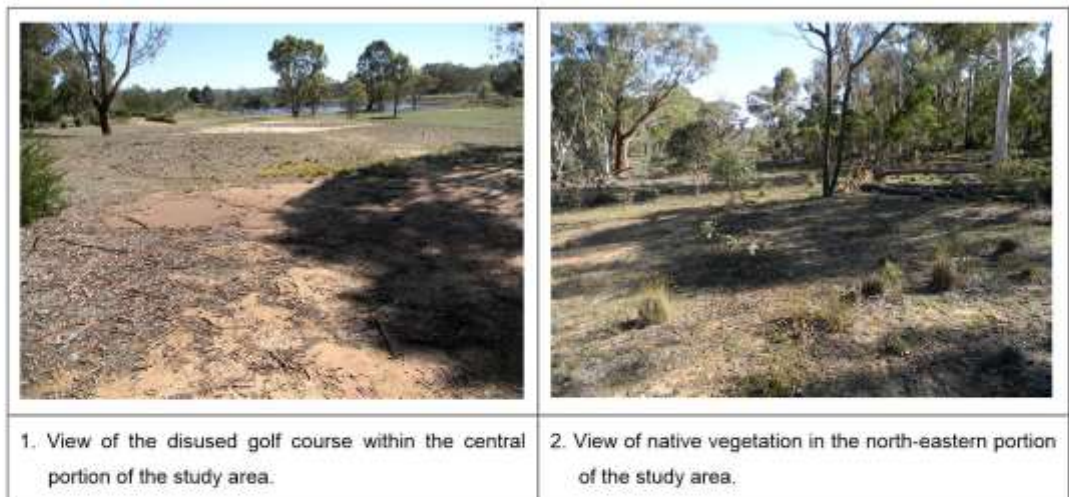 1. View of the disused golf course within the central
portion of the study area.
2. View of native vegetation in the north-eastern portion
of the study area.